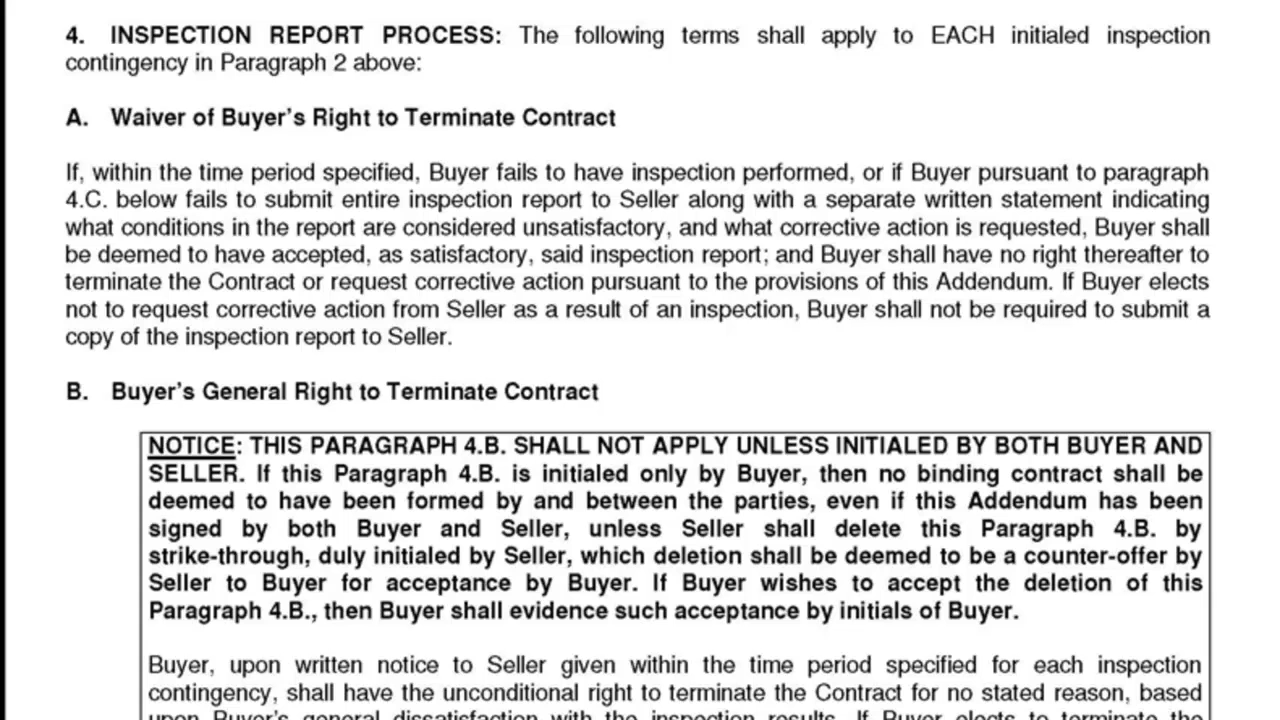 4. INSPECTION REPORT PROCESS: The following terms shall apply to EACH initialed inspection
contingency in Paragraph 2 above:
A. Waiver of Buyer's Right to Terminate Contract
If, within the time period specified, Buyer fails to have inspection performed, or if Buyer pursuant to paragraph
4.C. below fails to submit entire inspection report to Seller along with a separate written statement indicating
what conditions in the report are considered unsatisfactory, and what corrective action is requested, Buyer shall
be deemed to have accepted, as satisfactory, said inspection report; and Buyer shall have no right thereafter to
terminate the Contract or request corrective action pursuant to the provisions of this Addendum. If Buyer elects
not to request corrective action from Seller as a result of an inspection, Buyer shall not be required to submit a
copy of the inspection report to Seller.
B. Buyer's General Right to Terminate Contract
NOTICE: THIS PARAGRAPH 4.B. SHALL NOT APPLY UNLESS INITIALED BY BOTH BUYER AND
SELLER. If this Paragraph 4.B. is initialed only by Buyer, then no binding contract shall be
deemed to have been formed by and between the parties, even if this Addendum has been
signed by both Buyer and Seller, unless Seller shall delete this Paragraph 4.B. by
strike-through, duly initialed by Seller, which deletion shall be deemed to be a counter-offer by
Seller to Buyer for acceptance by Buyer. If Buyer wishes to accept the deletion of this
Paragraph 4.B., then Buyer shall evidence such acceptance by initials of Buyer.
Buyer, upon written notice to Seller given within the time period specified for each inspection
contingency, shall have the unconditional right to terminate the Contract for no stated reason, based
upon Buyer's general dissatisfaction with the inspection results. If Buyer elects to terminate the